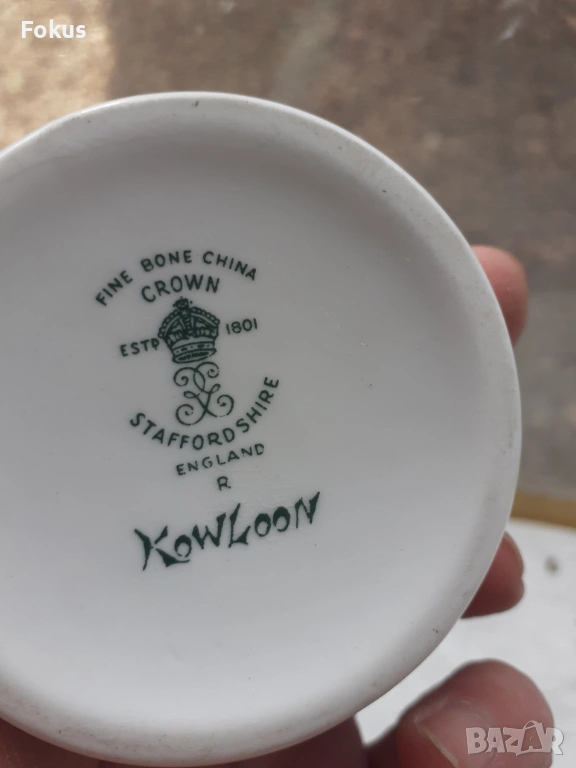 Fokus
FINE BONE CHINA
CROWN
ESTD 1801
STAFFORDSHIRE
ENGLAND
R
KOWLOON
BAZAR